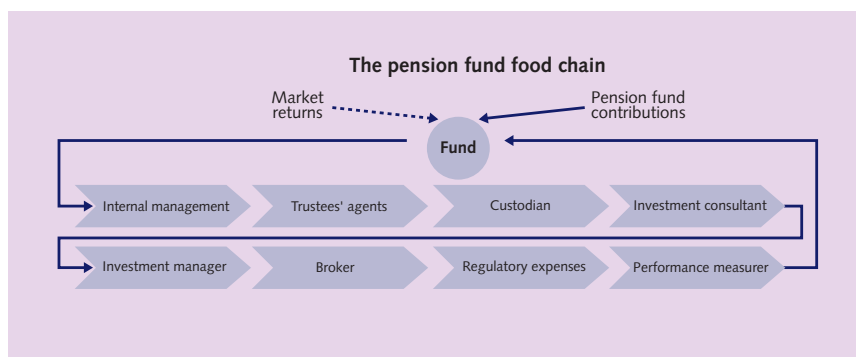 The pension fund food chain
Market
returns
Pension fund
contributions
Fund
Internal management
Trustees' agents
Custodian
Investment consultant
Investment manager
Broker
Regulatory expenses
Performance measurer